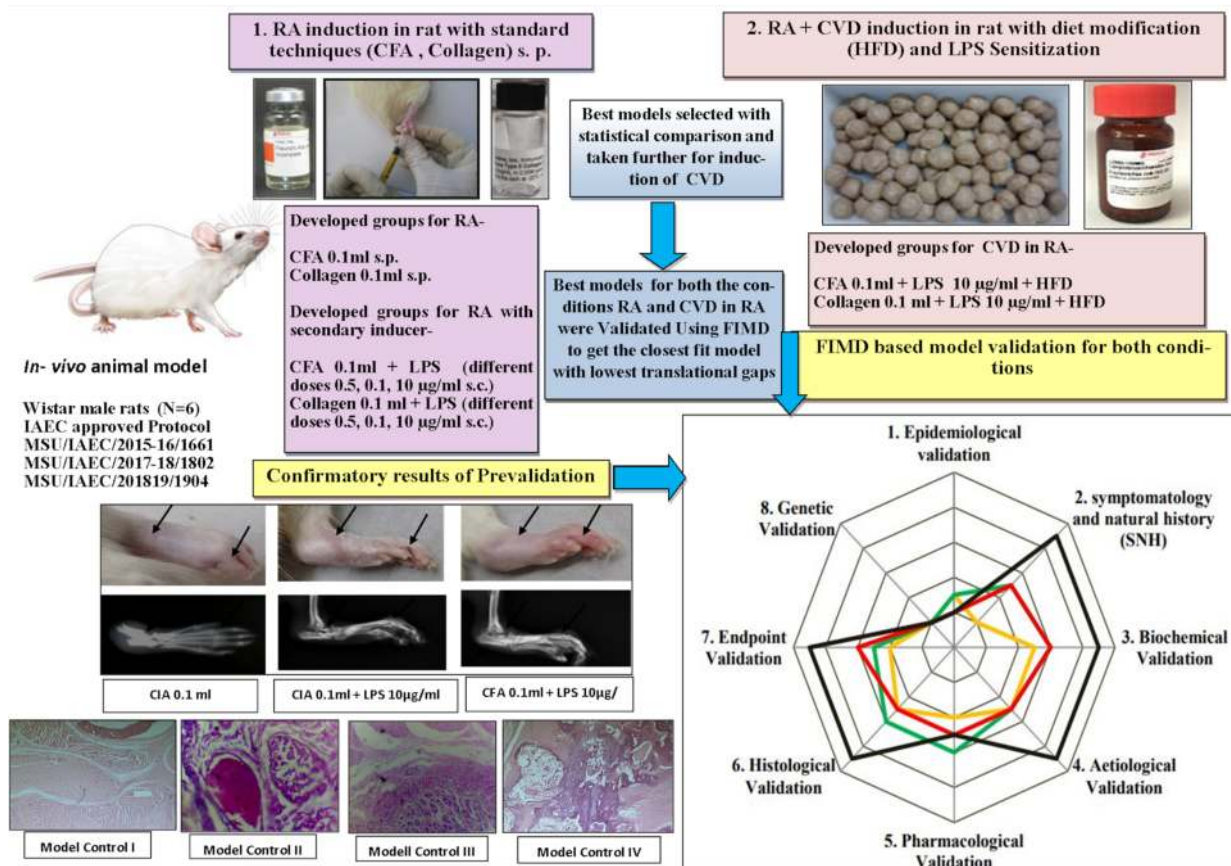 1. RA induction in rat with standard
techniques (CFA , Collagen) s. p.
2. RA + CVD induction in rat with diet modification
(HFD) and LPS Sensitization
Best models selected with
statistical comparison and
taken further for induc-
tion of CVD
Developed groups for RA-
CFA 0.1ml s.p.
Collagen 0.1ml s.p.
Developed groups for RA with
secondary inducer-
CFA 0.1ml + LPS (different
doses 0.5, 0.1, 10 µg/ml s.c.)
Collagen 0.1 ml + LPS (different
doses 0.5, 0.1, 10 µg/ml s.c.)
Best models for both the con-
ditions RA and CVD in RA
were Validated Using FIMD
to get the closest fit model
with lowest translational gaps
Developed groups for CVD in RA-
CFA 0.1ml + LPS 10 µg/ml + HFD
Collagen 0.1 ml + LPS 10 µg/ml + HFD
FIMD based model validation for both condi-
tions
In- vivo animal model
Wistar male rats (N=6)
IAEC approved Protocol
MSU/IAEC/2015-16/1661
MSU/IAEC/2017-18/1802
MSU/IAEC/201819/1904
Confirmatory results of Prevalidation
CIA 0.1 ml
CIA 0.1ml + LPS 10µg/ml
CFA 0.1ml + LPS 10µg/
Model Control I
Model Control II
Modell Control III
Model Control IV
1. Epidemiological
validation
2. symptomatology
and natural history
(SNH)
3. Biochemical
Validation
4. Aetiological
Validation
5. Pharmacological
Validation
6. Histological
Validation
7. Endpoint
Validation
8. Genetic
Validation